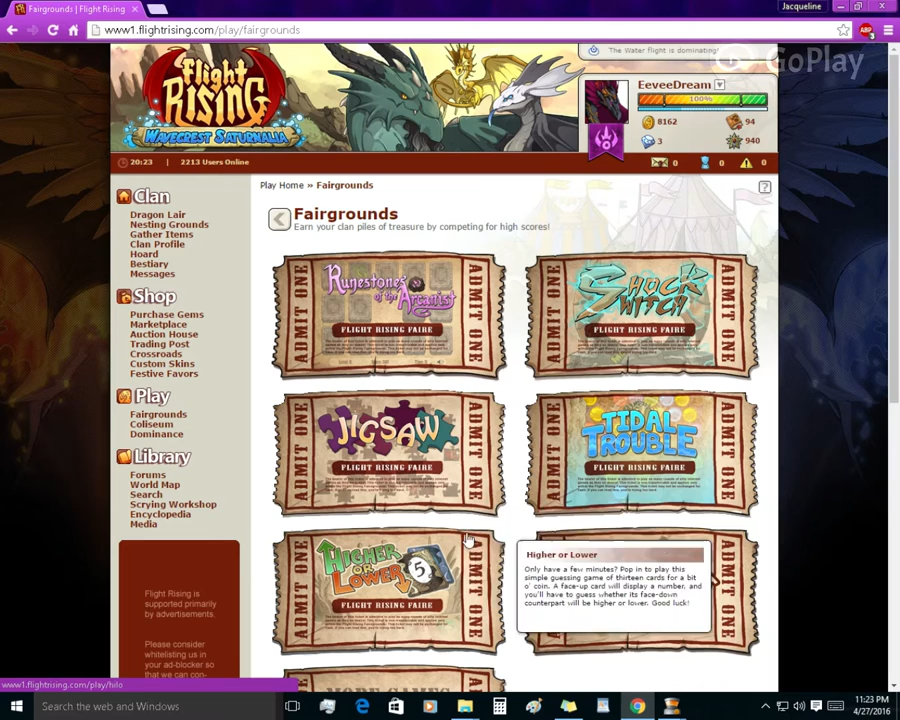 Fairgrounds | Flight Rising
Jacqueline
www1.flightrising.com/play/fairgrounds
ABP
The Water flight is dominating!
GoPlay
Flight
RISING
WAVECREST SATURNALIA
EeveeDream
100%
8162
94
3
940
20:23 | 2213 Users Online
0
0
0
Clan
Dragon Lair
Nesting Grounds
Gather Items
Clan Profile
Hoard
Bestiary
Messages
Shop
Purchase Gems
Marketplace
Auction House
Trading Post
Crossroads
Custom Skins
Festive Favors
Play
Fairgrounds
Coliseum
Dominance
Library
Forums
World Map
Search
Scrying Workshop
Encyclopedia
Media
Flight Rising is
supported primarily
by advertisements.
Please consider
whitelisting us in
your ad-blocker so
that we can con-
Play Home » Fairgrounds
?
Fairgrounds
Earn your clan piles of treasure by competing for high scores!
ADMIT ONE
Runestones
of the Arcanist
FLIGHT RISING FAIRE
ADMIT ONE
ADMIT ONE
SHOCK
WITCH
FLIGHT RISING FAIRE
ADMIT ONE
ADMIT ONE
JIGSAW
FLIGHT RISING FAIRE
ADMIT ONE
ADMIT ONE
TIDAL
TROUBLE
FLIGHT RISING FAIRE
ADMIT ONE
ADMIT ONE
HIGHER
OR
LOWER
5
FLIGHT RISING FAIRE
ADMIT ONE
Higher or Lower
Only have a few minutes? Pop in to play this
simple guessing game of thirteen cards for a bit
o' coin. A face-up card will display a number, and
you'll have to guess whether its face-down
counterpart will be higher or lower. Good luck!
MORE GAMES
www1.flightrising.com/play/hilo
Search the web and Windows
11:23 PM
4/27/2016